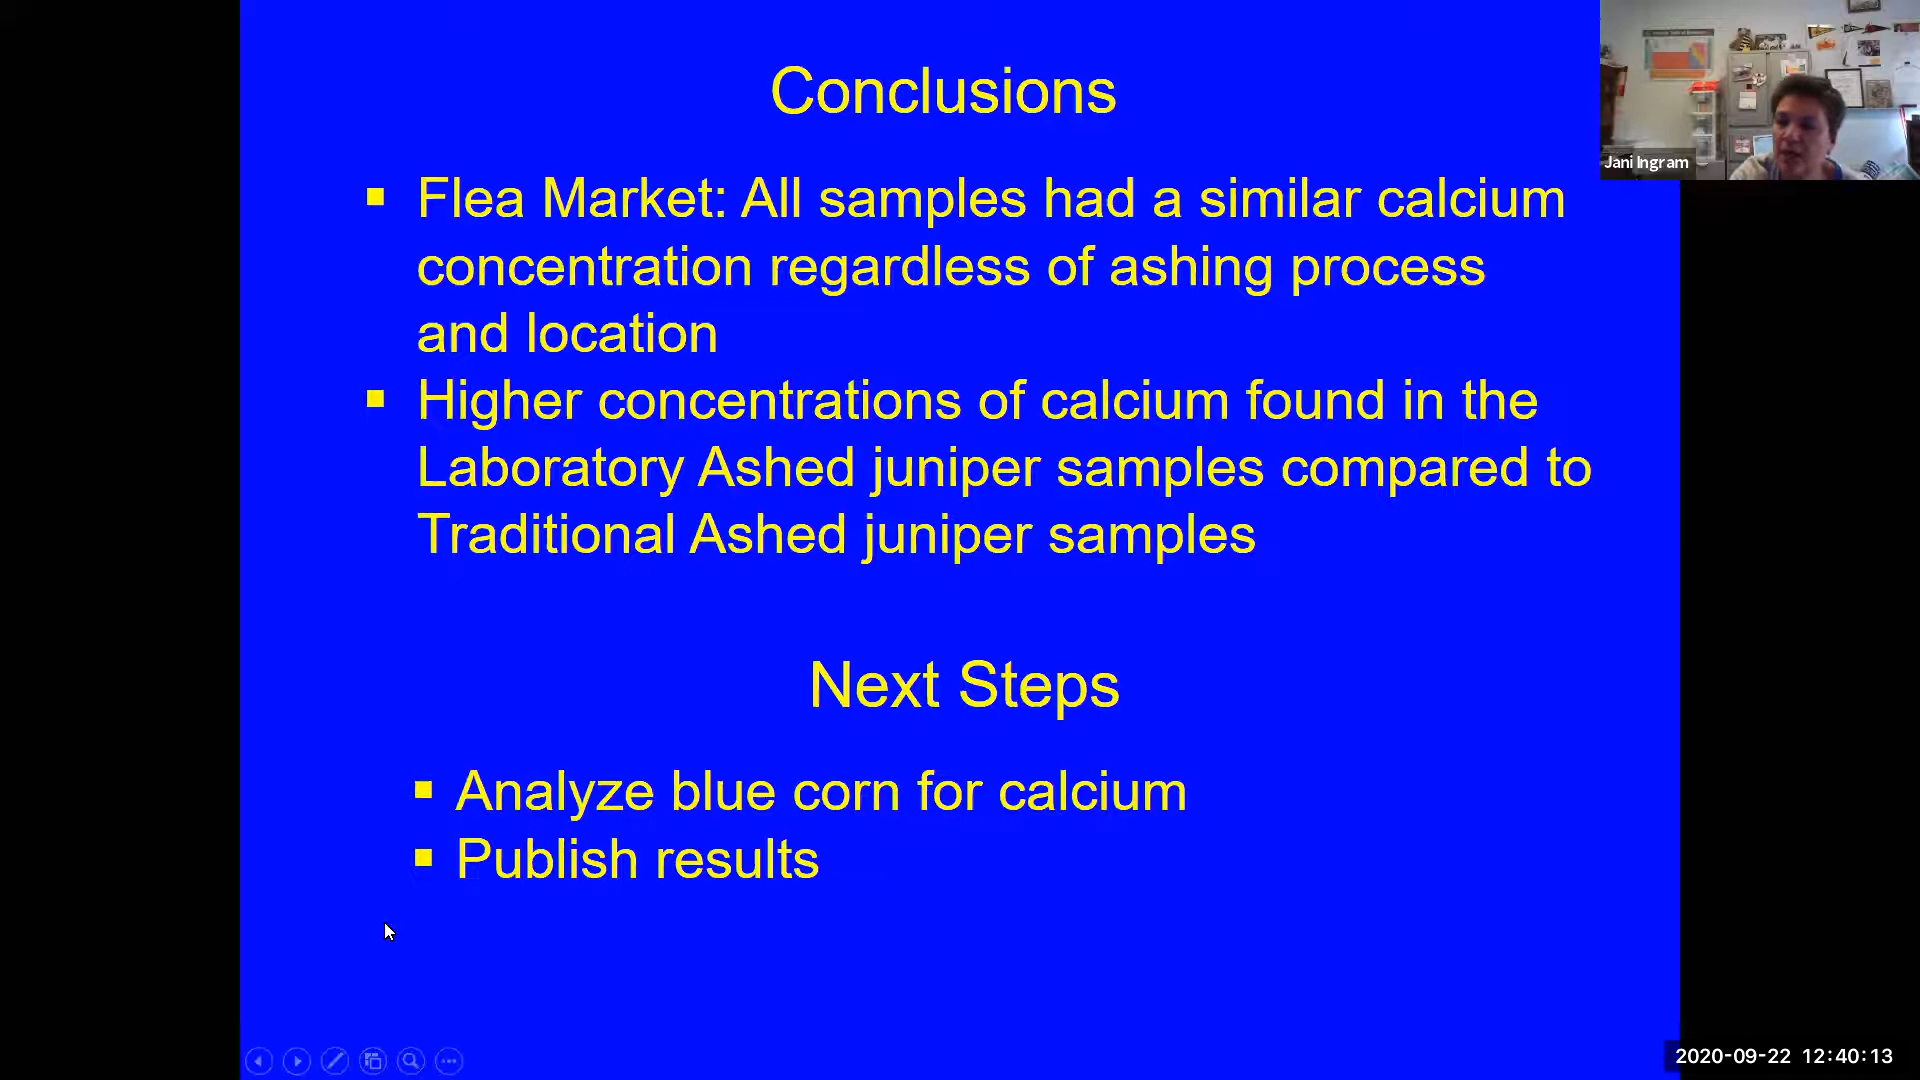 Conclusions
Flea Market: All samples had a similar calcium
concentration regardless of ashing process
and location
Higher concentrations of calcium found in the
Laboratory Ashed juniper samples compared to
Traditional Ashed juniper samples
Next Steps
Analyze blue corn for calcium
Publish results
Jani Ingram
2020-09-22 12:40:13